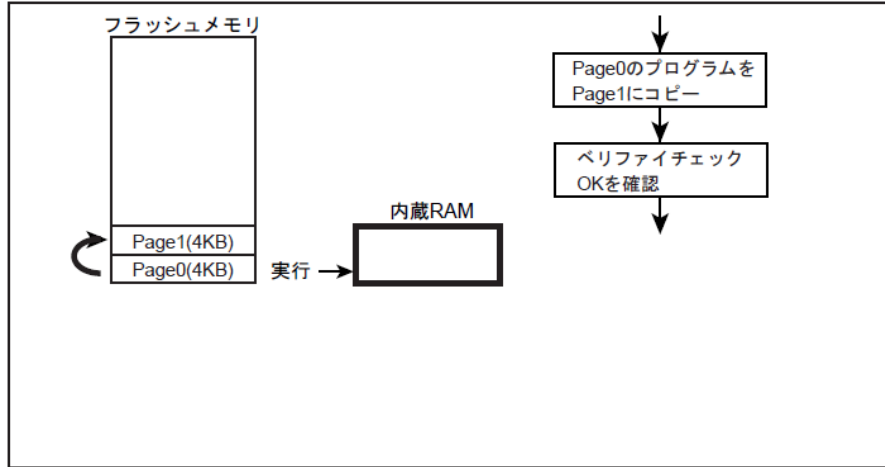 フラッシュメモリ
Page1(4KB)
Page0(4KB)
実行
内蔵RAM
Page0のプログラムを
Page1にコピー
ベリファイチェック
OKを確認